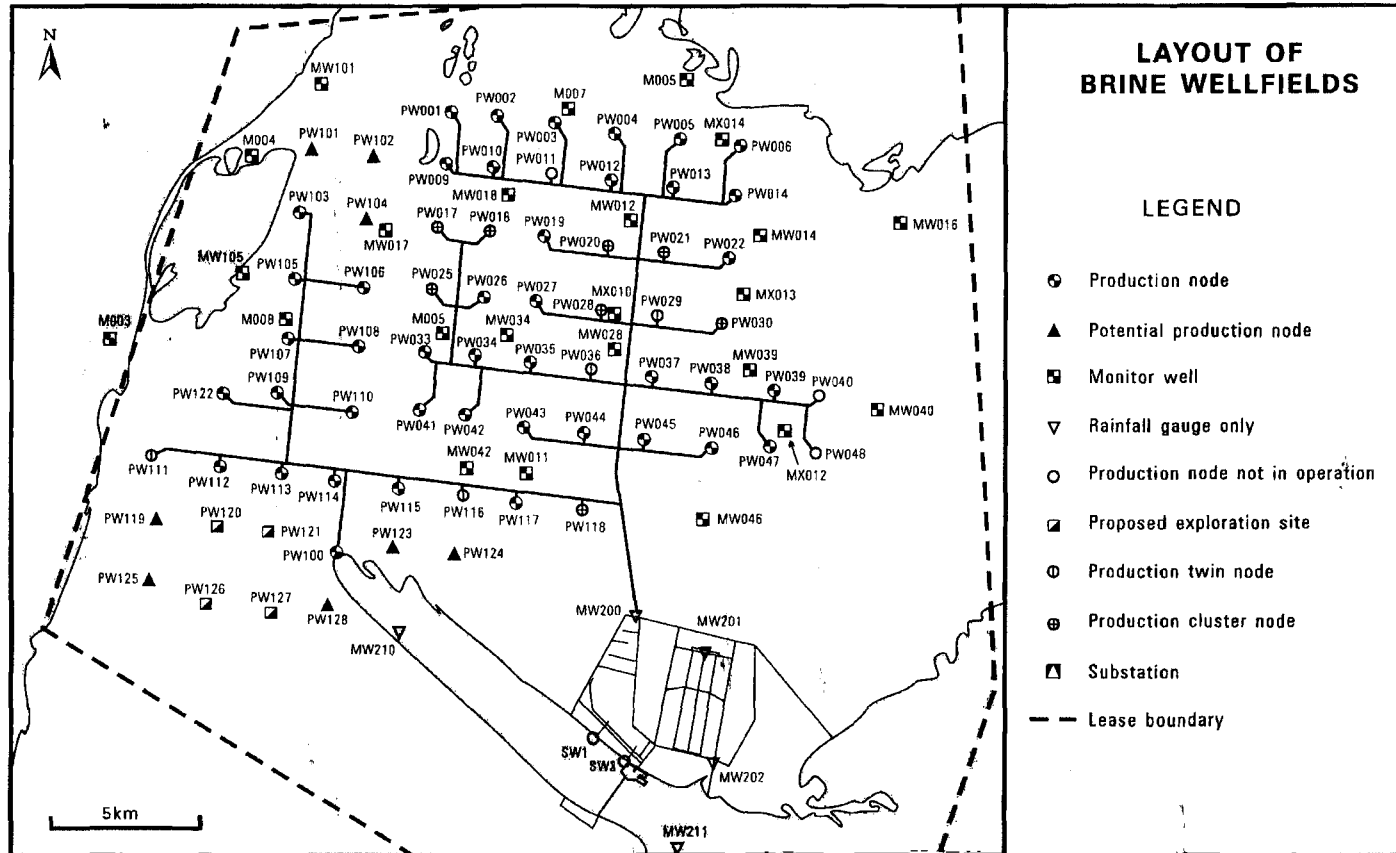 N
LAYOUT OF
BRINE WELLFIELDS
LEGEND
Production node
Potential production node
Monitor well
Rainfall gauge only
Production node not in operation
Proposed exploration site
Production twin node
Production cluster node
Substation
Lease boundary
MW101
M005
PW001
PW002
M007
PW003
PW004
PW005
MX014
PW006
PW101
PW102
M004
PW009
PW010
PW011
PW012
PW013
PW014
PW103
PW104
MW017
MW018
MW012
PW017
PW018
PW019
PW020
PW021
PW022
MW014
MW016
MW105
PW105
PW106
PW025
PW026
PW027
PW028
MX010
PW029
PW030
MX013
M003
M008
PW107
PW108
M005
MW034
MW028
PW033
PW034
PW035
PW036
PW037
PW038
MW039
PW039
PW040
MW040
PW122
PW109
PW110
PW041
PW042
PW043
PW044
PW045
PW046
PW047
MX012
PW048
PW111
PW112
PW113
PW114
PW115
MW042
MW011
PW116
PW117
PW118
MW046
PW119
PW120
PW121
PW100
PW123
PW124
PW125
PW126
PW127
PW128
MW210
MW200
MW201
SW1
MW202
MW211
5km